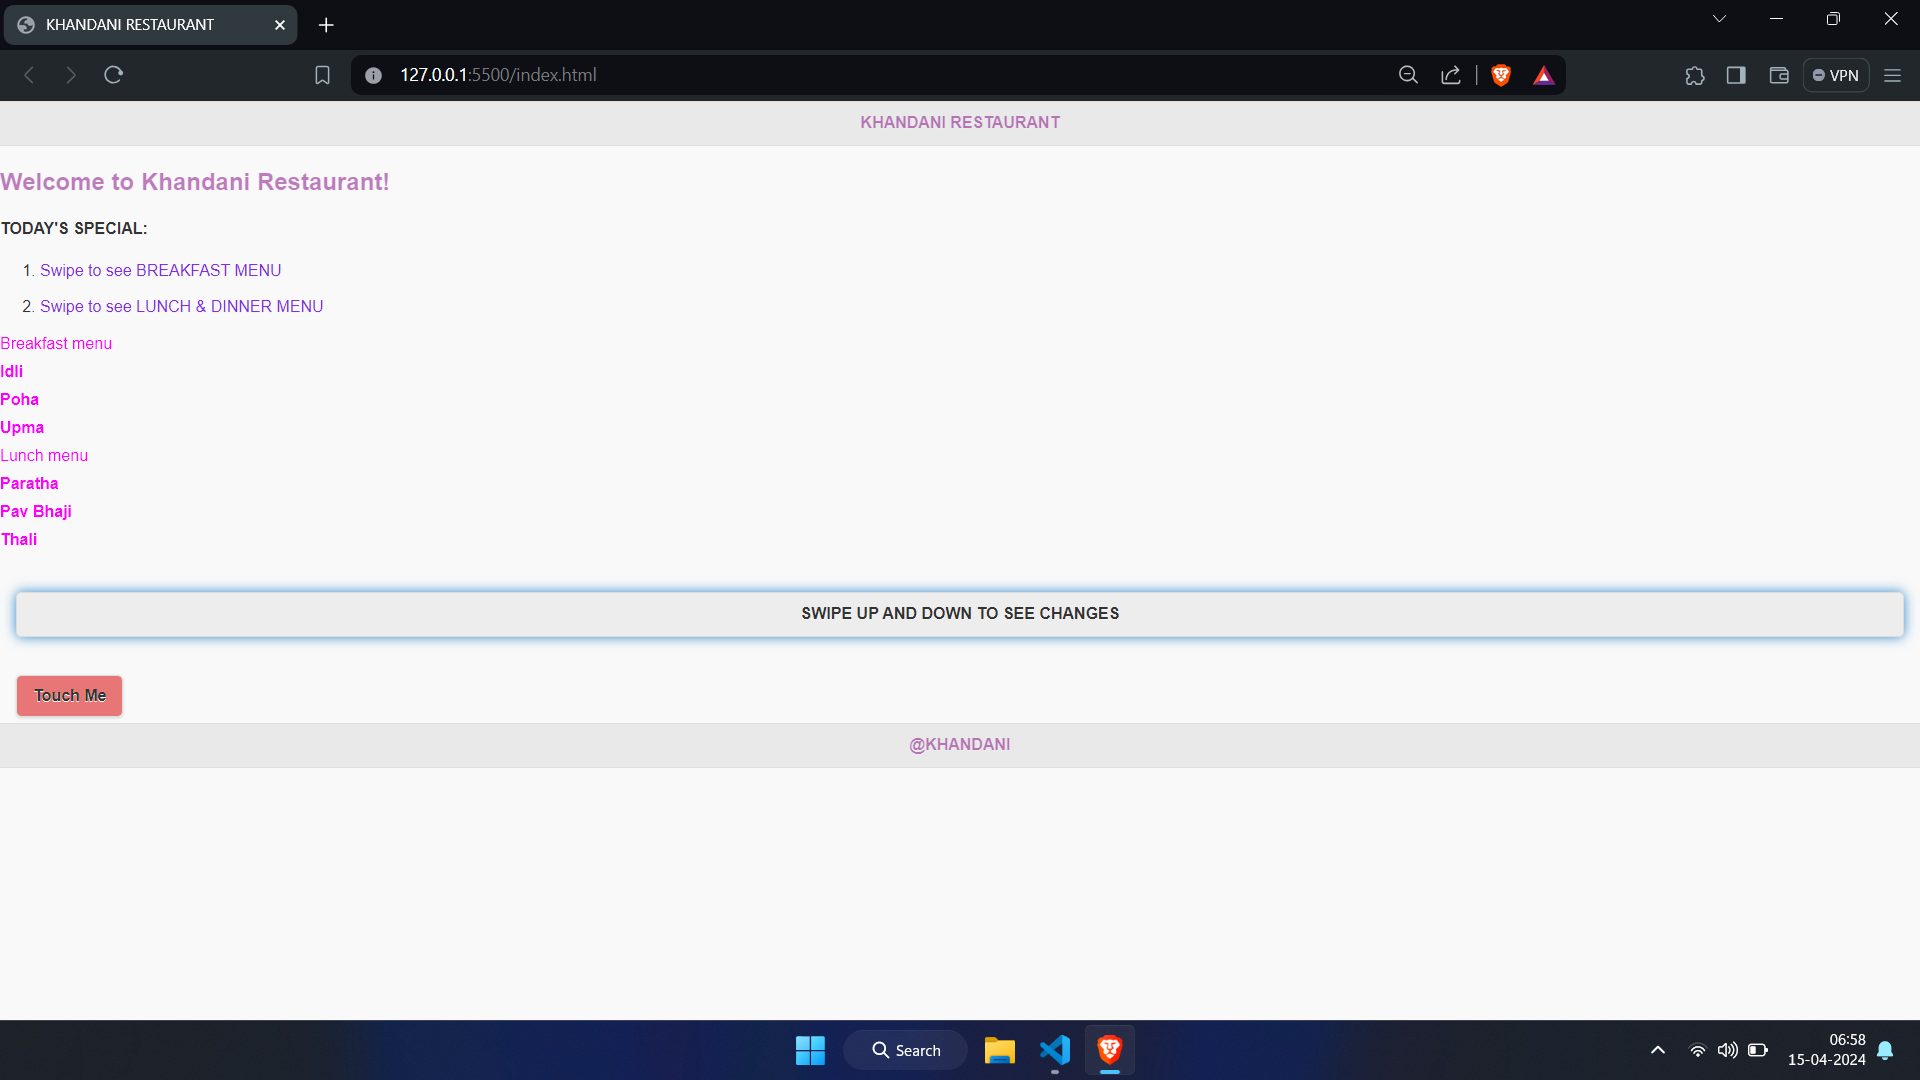 KHANDANI RESTAURANT
127.0.0.1:5500/index.html
VPN
KHANDANI RESTAURANT
Welcome to Khandani Restaurant!
TODAY'S SPECIAL:
1. Swipe to see BREAKFAST MENU
2. Swipe to see LUNCH & DINNER MENU
Breakfast menu
Idli
Poha
Upma
Lunch menu
Paratha
Pav Bhaji
Thali
SWIPE UP AND DOWN TO SEE CHANGES
Touch Me
@KHANDANI
Search
06:58
15-04-2024